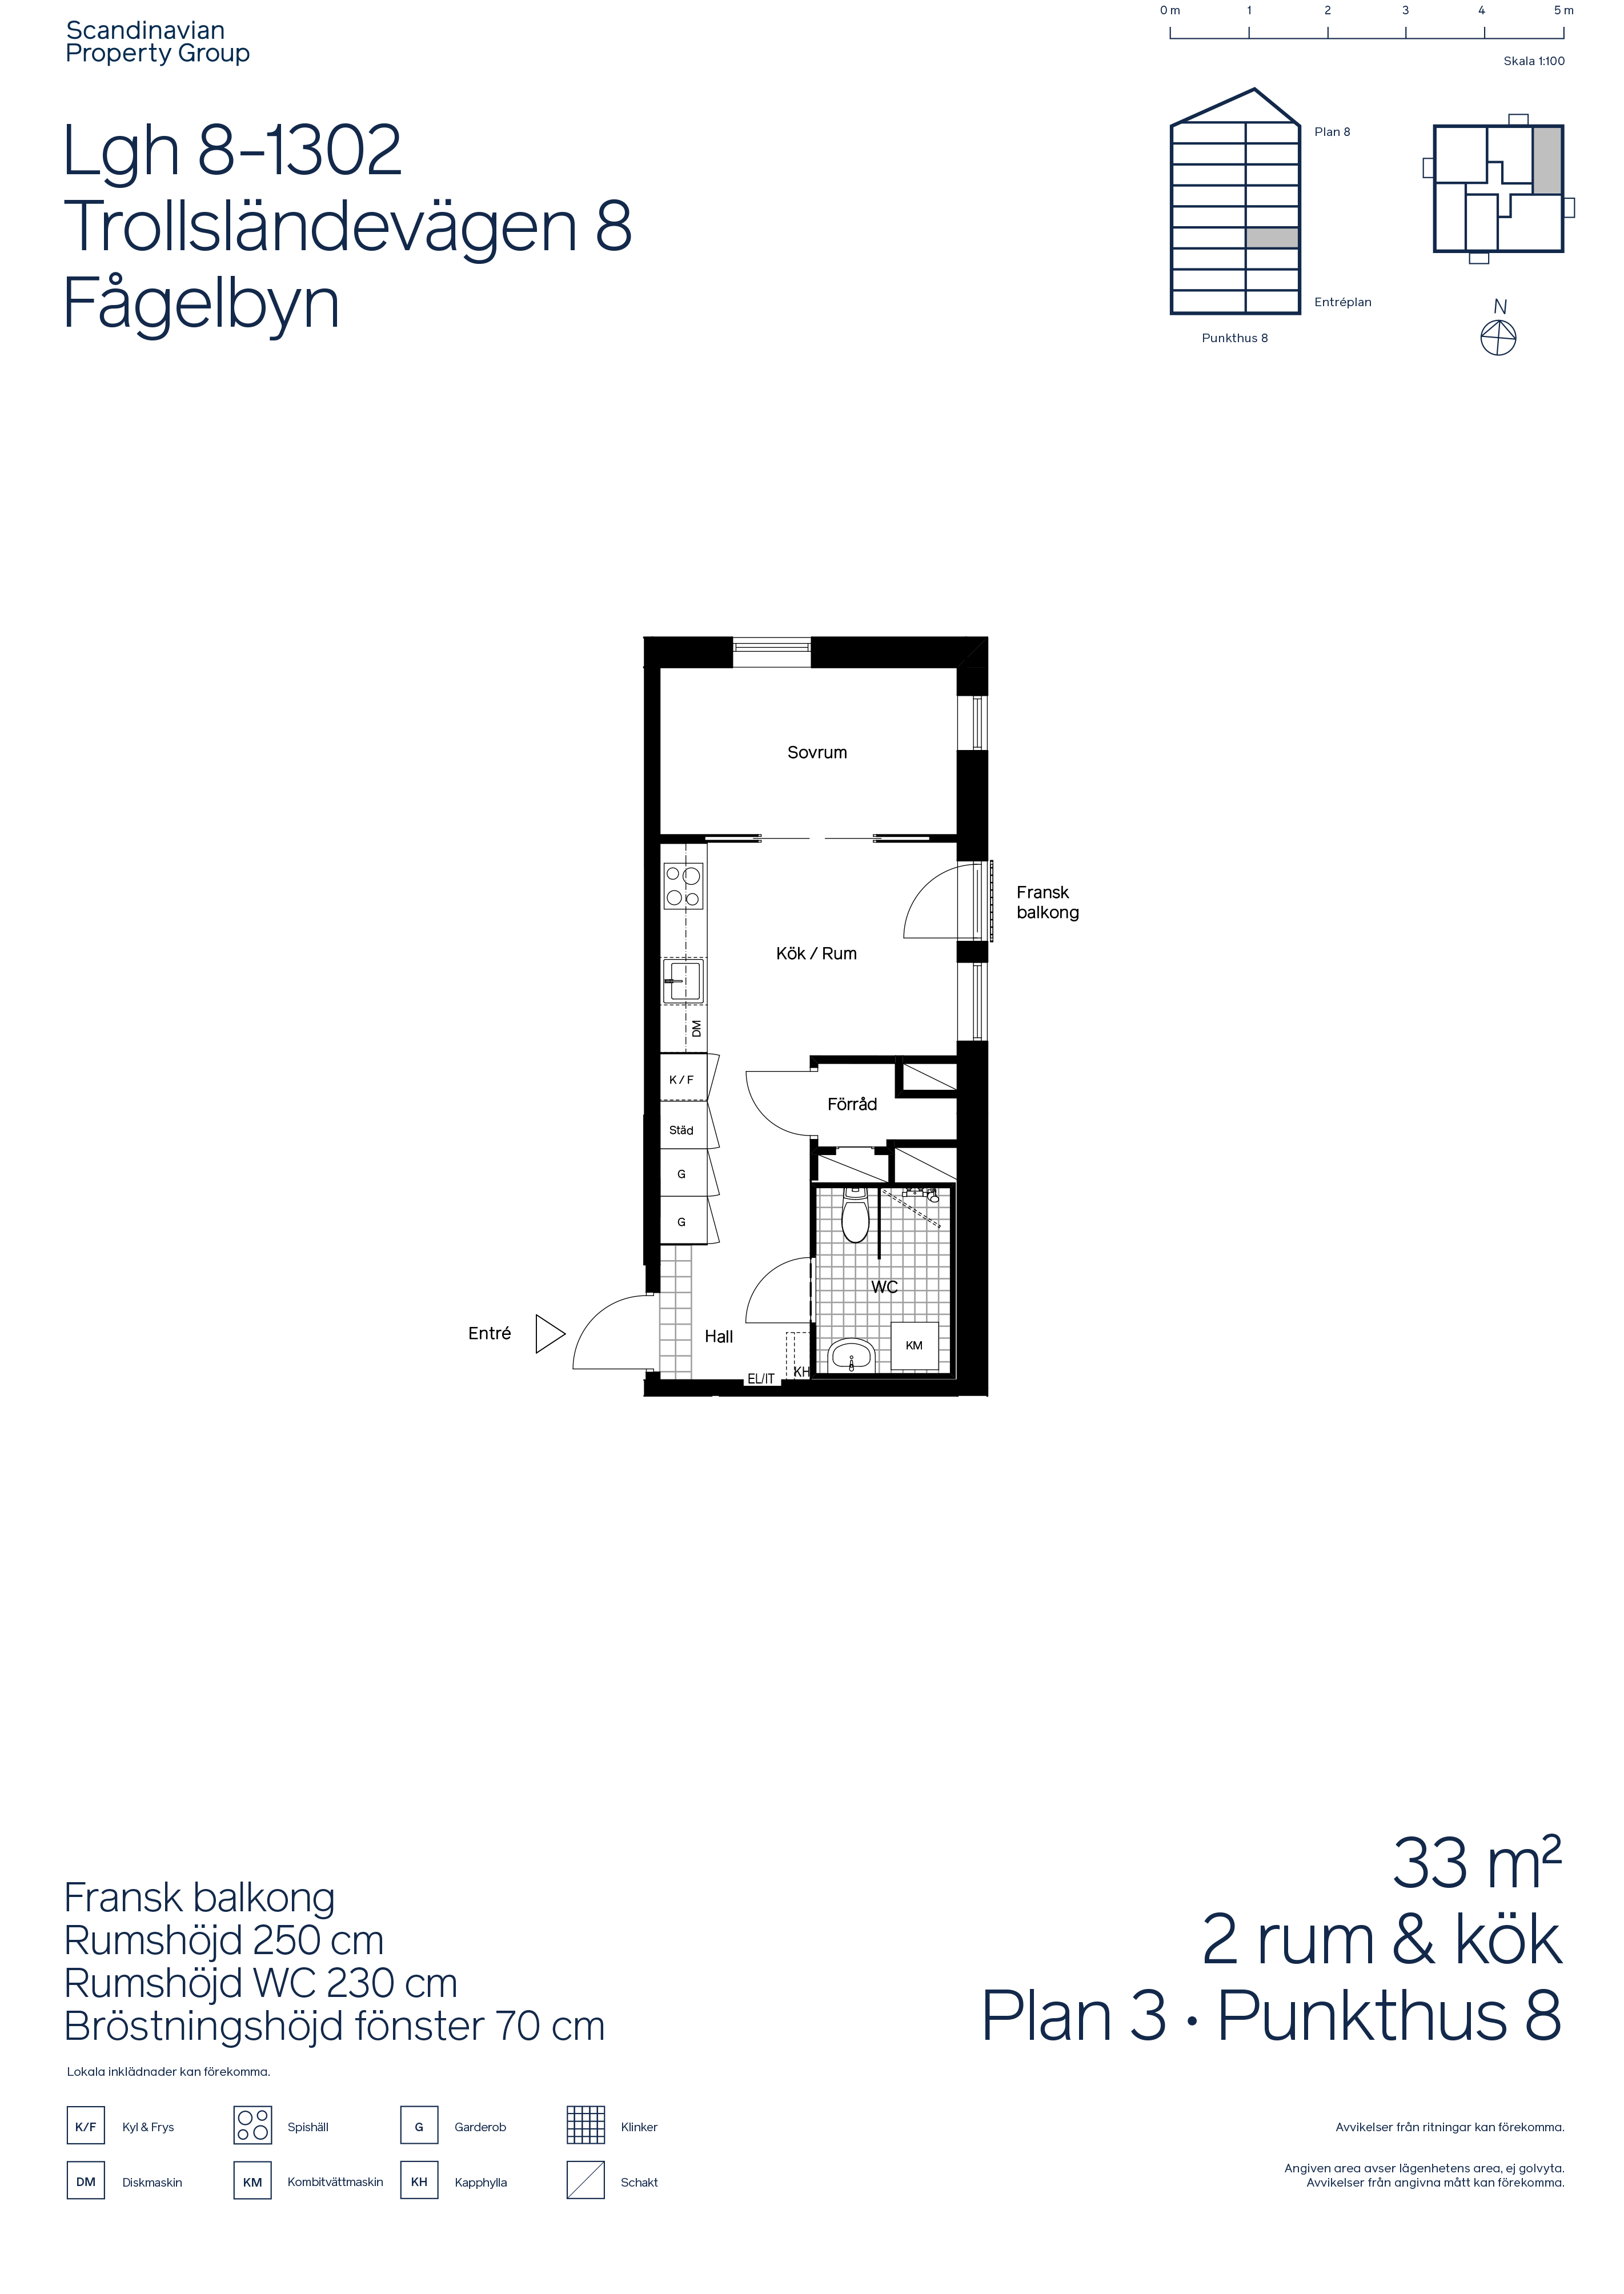 Scandinavian
Property Group
0 m 1 2 3 4 5 m
Skala 1:100
Lgh 8-1302
Trollsländevägen 8
Fågelbyn
Plan 8
Entréplan
Punkthus 8
N
Sovrum
Fransk
balkong
Kök / Rum
DM
K / F
Förråd
Städ
G
G
WC
Entré
Hall
KM
EL/IT
KH
33 m²
2 rum & kök
Plan 3 · Punkthus 8
Fransk balkong
Rumshöjd 250 cm
Rumshöjd WC 230 cm
Bröstningshöjd fönster 70 cm
Lokala inklädnader kan förekomma.
K/F Kyl & Frys Spishäll G Garderob Klinker
DM Diskmaskin KM Kombitvättmaskin KH Kapphylla Schakt
Avvikelser från ritningar kan förekomma.
Angiven area avser lägenhetens area, ej golvyta.
Avvikelser från angivna mått kan förekomma.